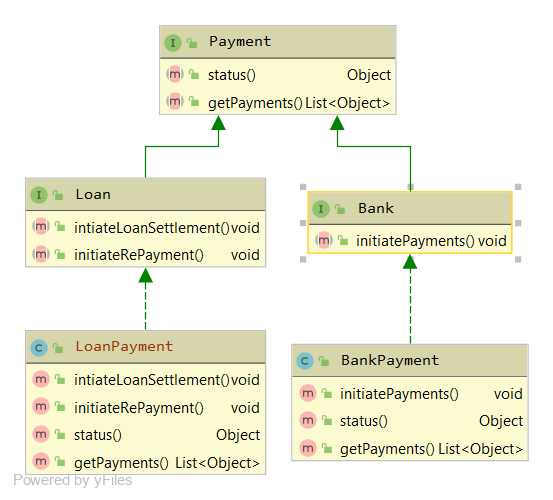 I Payment
m status() Object
m getPayments() List<Object>
I Loan
m intiateLoanSettlement() void
m initiateRePayment() void
I Bank
m initiatePayments() void
C LoanPayment
m intiateLoanSettlement() void
m initiateRePayment() void
m status() Object
m getPayments() List<Object>
C BankPayment
m initiatePayments() void
m status() Object
m getPayments() List<Object>
Powered by yFiles